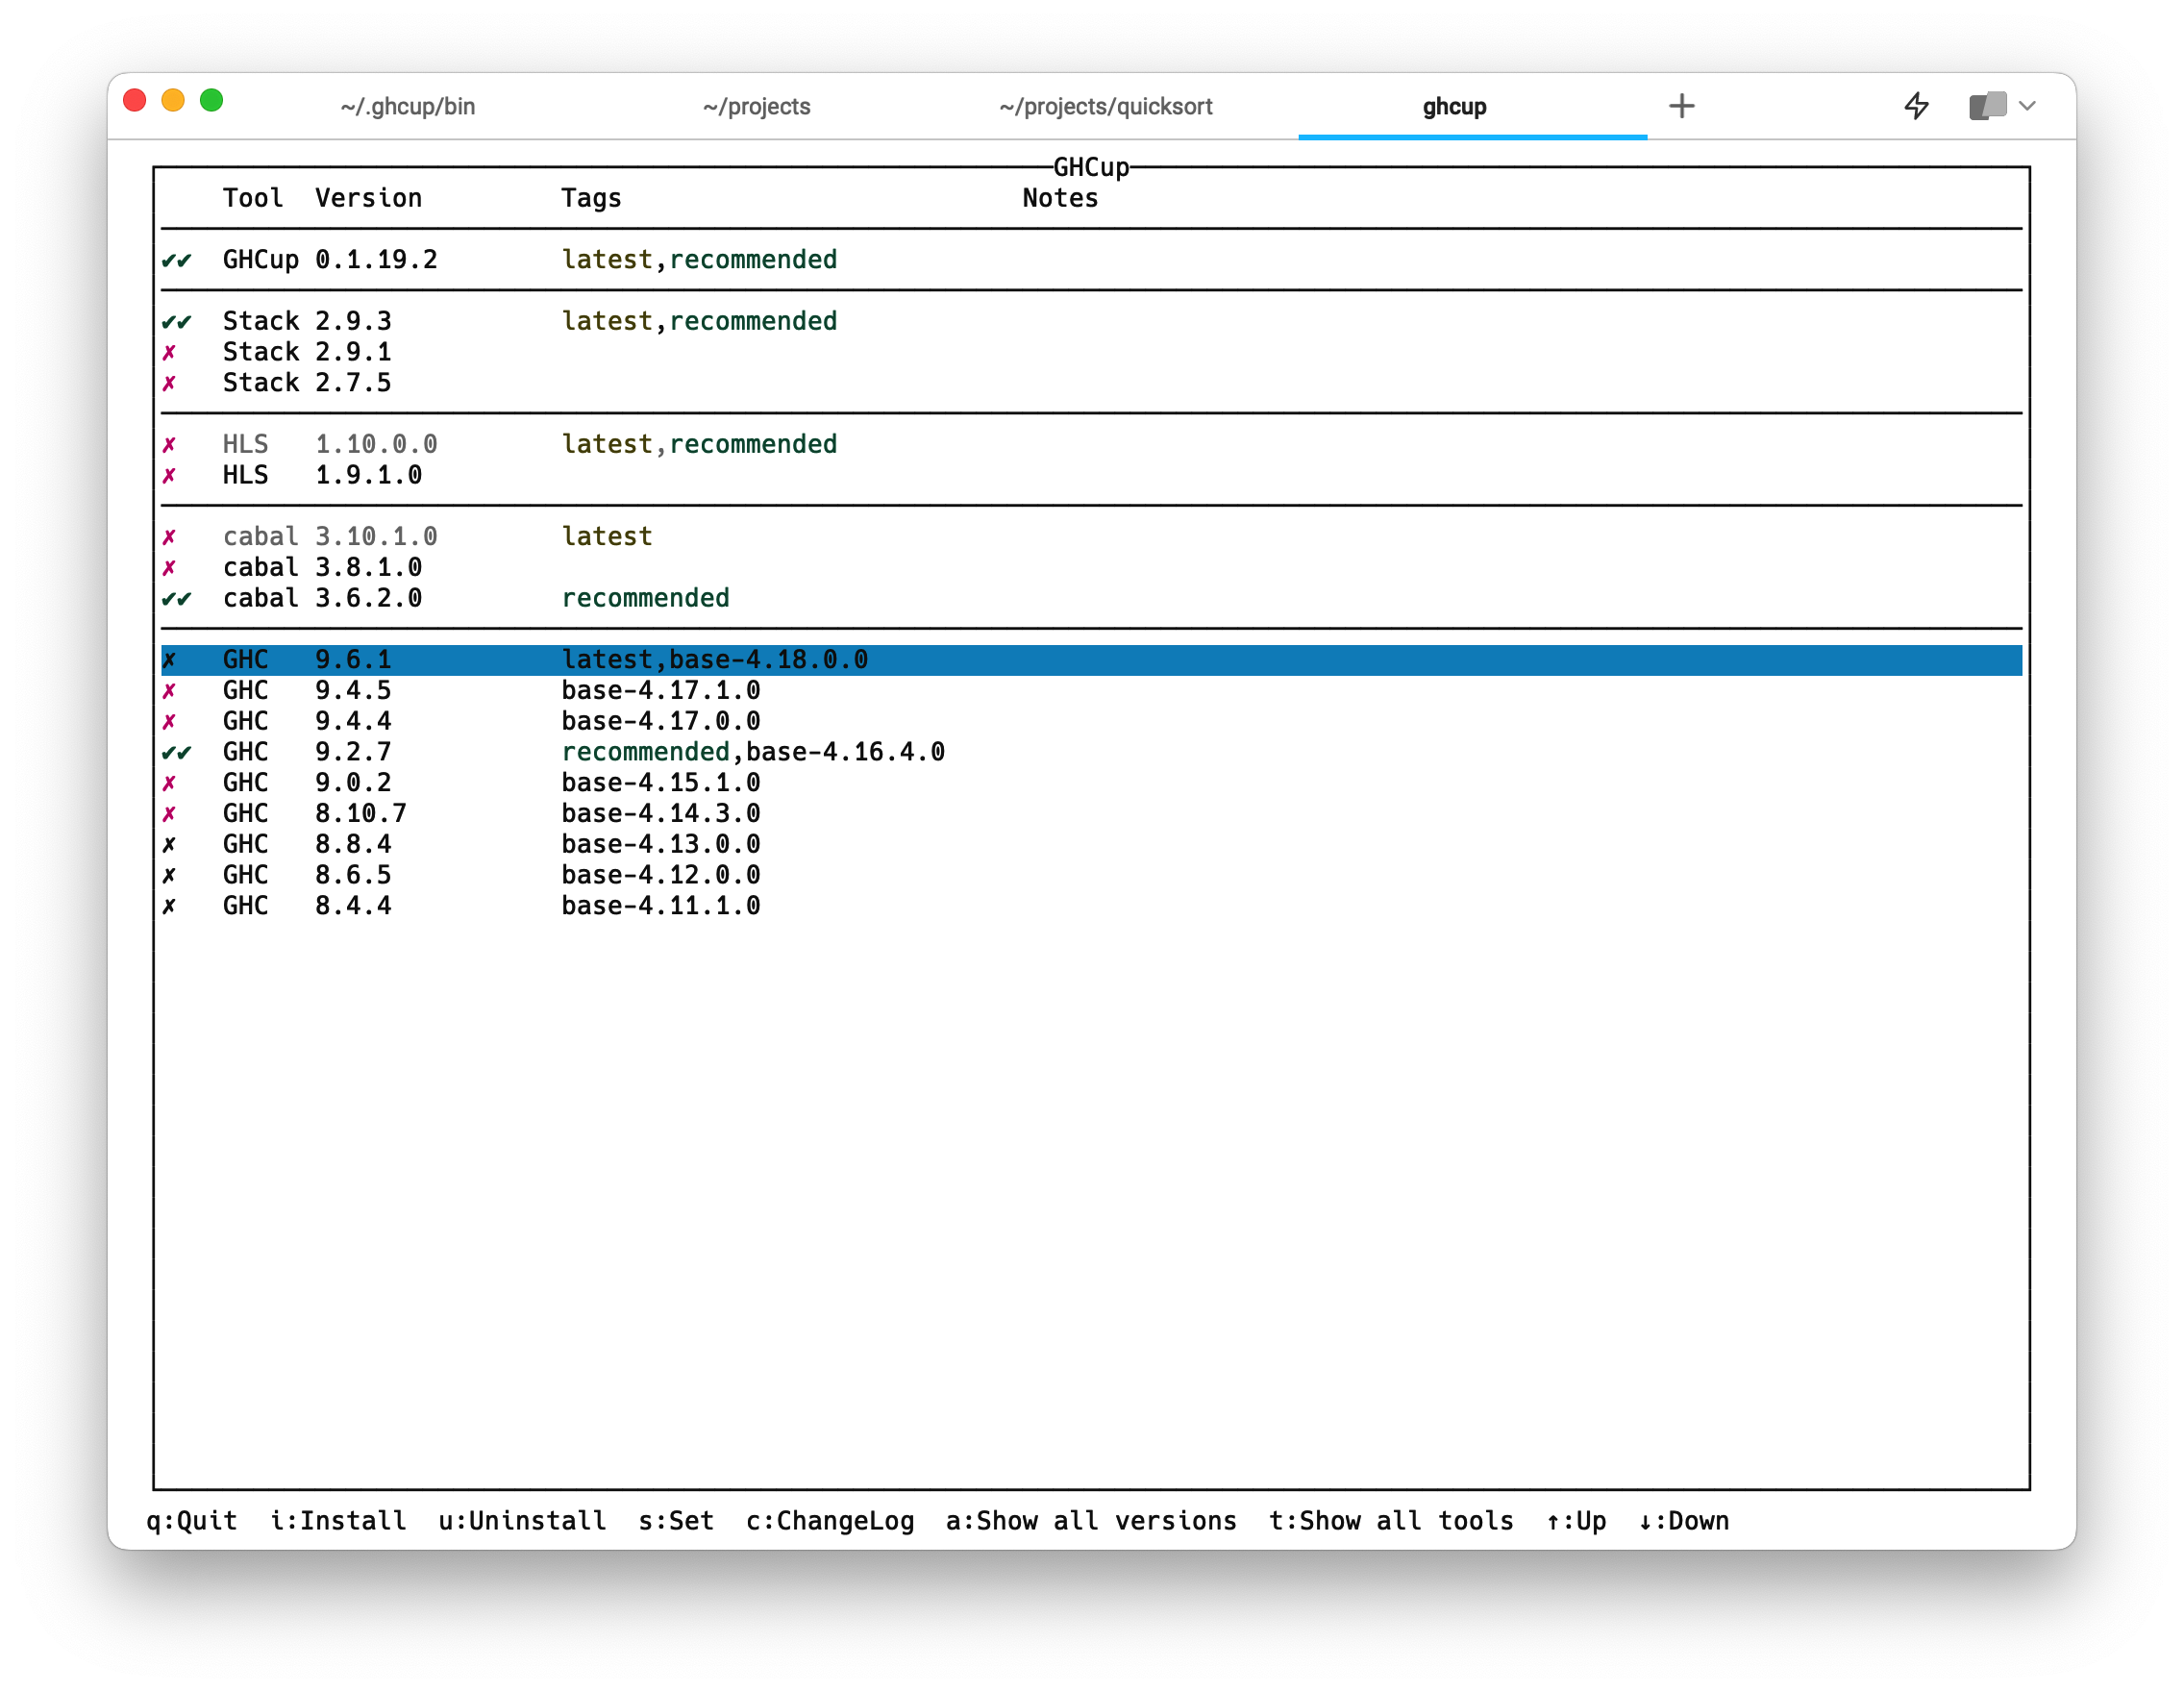 ~/.ghcup/bin ~/projects ~/projects/quicksort ghcup +
GHCup
Tool Version Tags Notes
✔✔ GHCup 0.1.19.2 latest,recommended
✔✔ Stack 2.9.3 latest,recommended
✗ Stack 2.9.1
✗ Stack 2.7.5
✗ HLS 1.10.0.0 latest,recommended
✗ HLS 1.9.1.0
✗ cabal 3.10.1.0 latest
✗ cabal 3.8.1.0
✔✔ cabal 3.6.2.0 recommended
✗ GHC 9.6.1 latest,base-4.18.0.0
✗ GHC 9.4.5 base-4.17.1.0
✗ GHC 9.4.4 base-4.17.0.0
✔✔ GHC 9.2.7 recommended,base-4.16.4.0
✗ GHC 9.0.2 base-4.15.1.0
✗ GHC 8.10.7 base-4.14.3.0
✗ GHC 8.8.4 base-4.13.0.0
✗ GHC 8.6.5 base-4.12.0.0
✗ GHC 8.4.4 base-4.11.1.0
q:Quit i:Install u:Uninstall s:Set c:ChangeLog a:Show all versions t:Show all tools ↑:Up ↓:Down